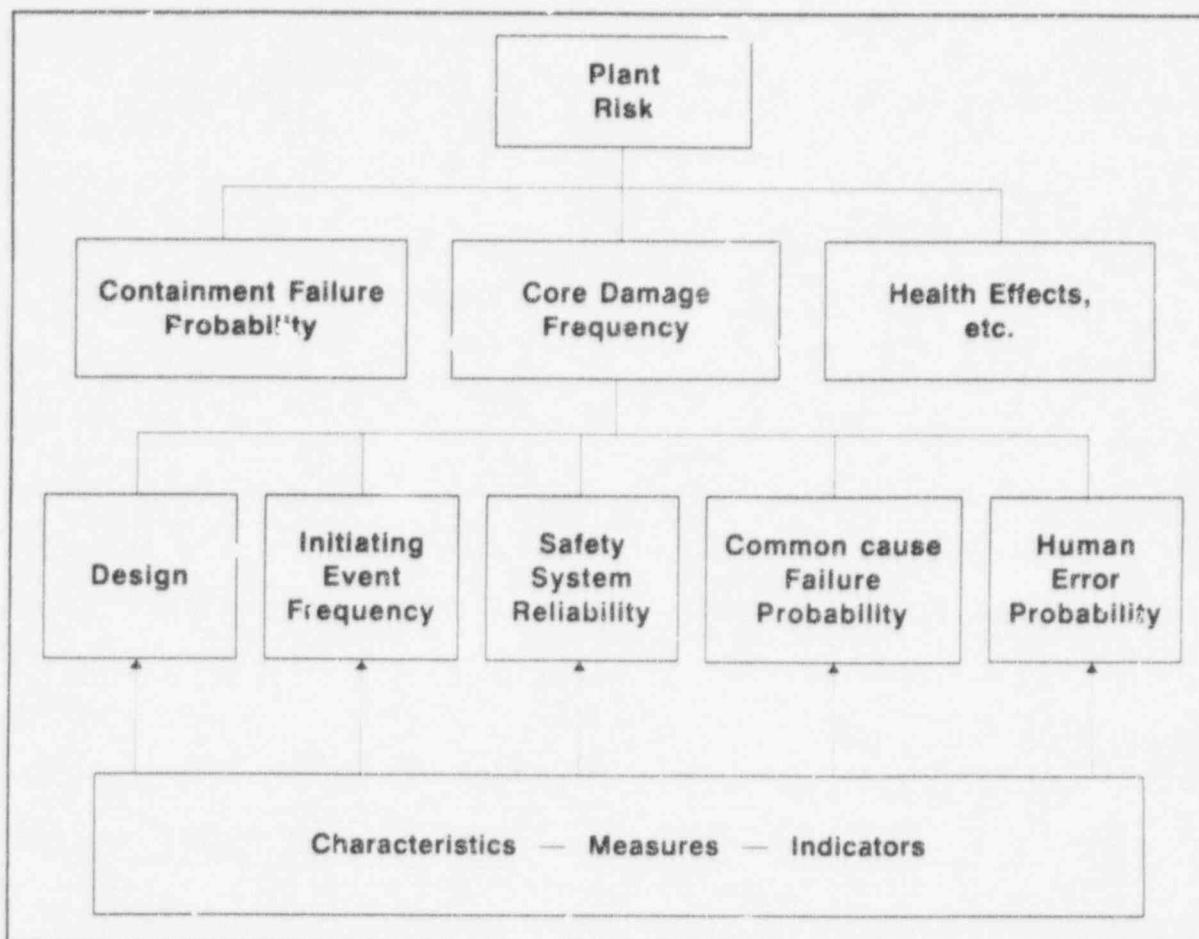 Plant
Risk
Containment Failure
Probability
Core Damage
Frequency
Health Effects,
etc.
Design
Initiating
Event
Frequency
Safety
System
Reliability
Common cause
Failure
Probability
Human
Error
Probability
Characteristics — Measures — Indicators